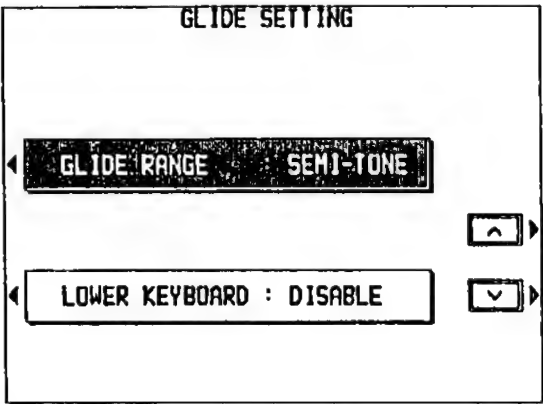 GLIDE SETTING
GLIDE RANGE : SEMI-TONE
LOWER KEYBOARD : DISABLE